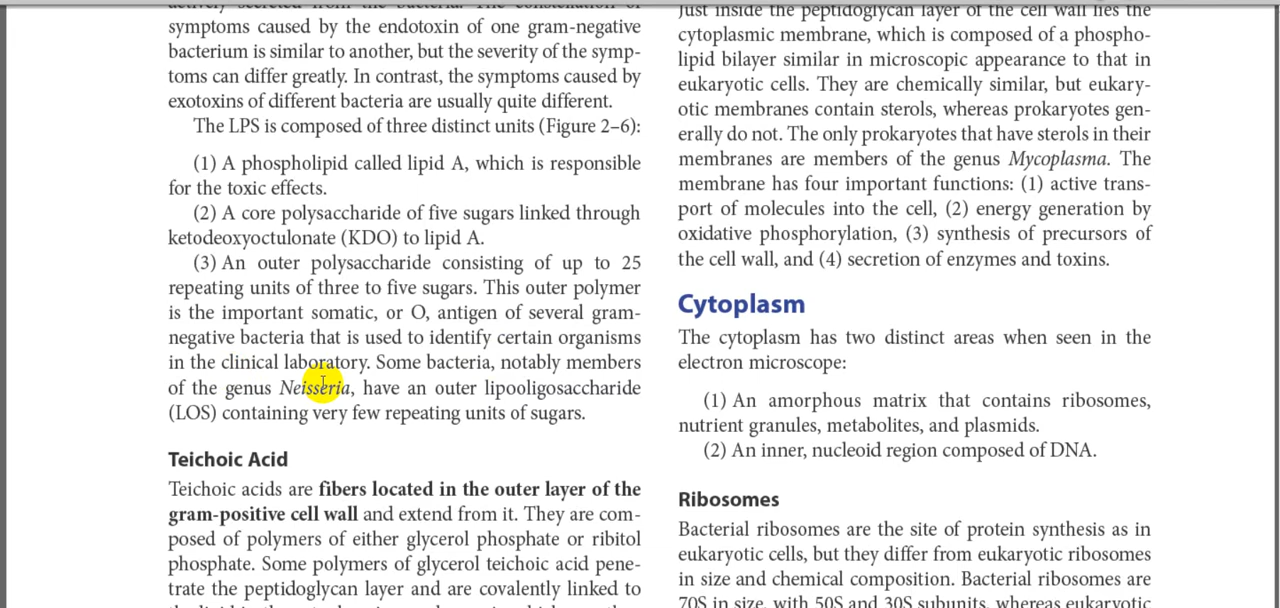 symptoms caused by the endotoxin of one gram-negative
bacterium is similar to another, but the severity of the symp-
toms can differ greatly. In contrast, the symptoms caused by
exotoxins of different bacteria are usually quite different.
The LPS is composed of three distinct units (Figure 2–6):
(1) A phospholipid called lipid A, which is responsible
for the toxic effects.
(2) A core polysaccharide of five sugars linked through
ketodeoxyoctulonate (KDO) to lipid A.
(3) An outer polysaccharide consisting of up to 25
repeating units of three to five sugars. This outer polymer
is the important somatic, or O, antigen of several gram-
negative bacteria that is used to identify certain organisms
in the clinical laboratory. Some bacteria, notably members
of the genus Neisseria, have an outer lipooligosaccharide
(LOS) containing very few repeating units of sugars.
Teichoic Acid
Teichoic acids are fibers located in the outer layer of the
gram-positive cell wall and extend from it. They are com-
posed of polymers of either glycerol phosphate or ribitol
phosphate. Some polymers of glycerol teichoic acid pene-
trate the peptidoglycan layer and are covalently linked to
Just inside the peptidoglycan layer of the cell wall lies the
cytoplasmic membrane, which is composed of a phospho-
lipid bilayer similar in microscopic appearance to that in
eukaryotic cells. They are chemically similar, but eukary-
otic membranes contain sterols, whereas prokaryotes gen-
erally do not. The only prokaryotes that have sterols in their
membranes are members of the genus Mycoplasma. The
membrane has four important functions: (1) active trans-
port of molecules into the cell, (2) energy generation by
oxidative phosphorylation, (3) synthesis of precursors of
the cell wall, and (4) secretion of enzymes and toxins.
Cytoplasm
The cytoplasm has two distinct areas when seen in the
electron microscope:
(1) An amorphous matrix that contains ribosomes,
nutrient granules, metabolites, and plasmids.
(2) An inner, nucleoid region composed of DNA.
Ribosomes
Bacterial ribosomes are the site of protein synthesis as in
eukaryotic cells, but they differ from eukaryotic ribosomes
in size and chemical composition. Bacterial ribosomes are
70S in size, with 50S and 30S subunits, whereas eukaryotic